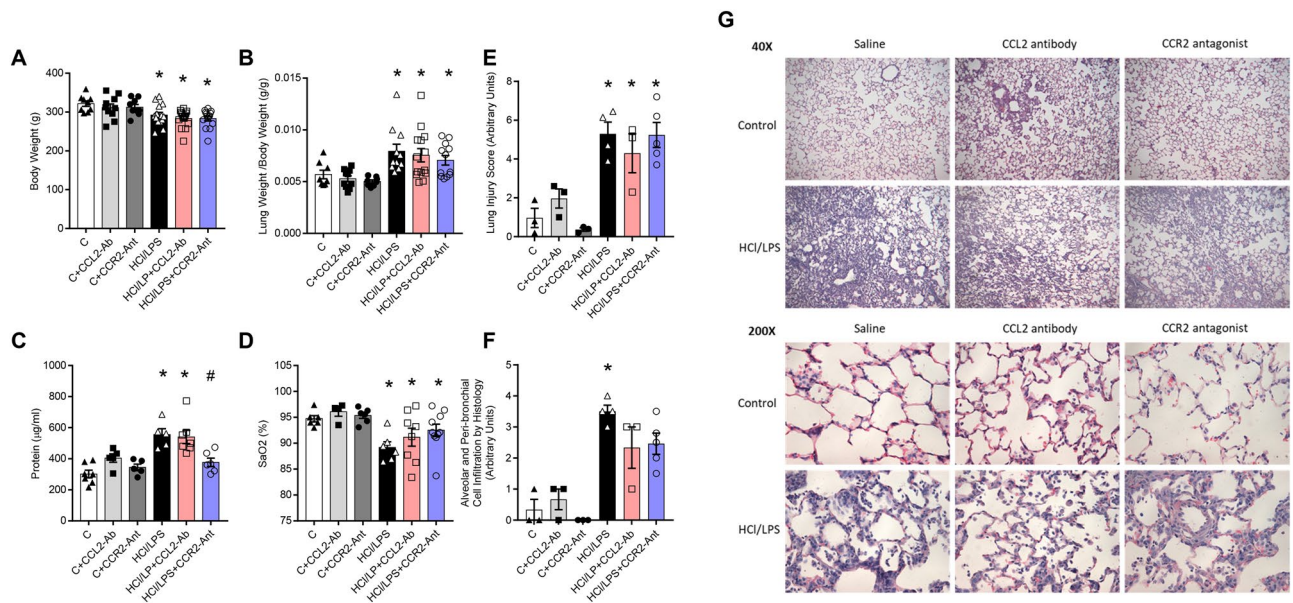 A
Body Weight (g)
400
300
200
100
0
*
*
*
C
C+CCL2-Ab
C+CCR2-Ant
HCl/LPS
HCl/LP+CCL2-Ab
HCl/LPS+CCR2-Ant
B
Lung Weight /Body Weight (g/g)
0.015
0.010
0.005
0.000
*
*
*
C
C+CCL2-Ab
C+CCR2-Ant
HCl/LPS
HCl/LP+CCL2-Ab
HCl/LPS+CCR2-Ant
E
Lung Injury Score (Arbitrary Units)
8
6
4
2
0
*
*
*
C
C+CCL2-Ab
C+CCR2-Ant
HCl/LPS
HCl/LP+CCL2-Ab
HCl/LPS+CCR2-Ant
C
Protein (µg/ml)
1000
800
600
400
200
0
*
*
#
C
C+CCL2-Ab
C+CCR2-Ant
HCl/LPS
HCl/LP+CCL2-Ab
HCl/LPS+CCR2-Ant
D
SaO2 (%)
105
100
95
90
85
80
75
*
*
*
C
C+CCL2-Ab
C+CCR2-Ant
HCl/LPS
HCl/LP+CCL2-Ab
HCl/LPS+CCR2-Ant
F
Alveolar and Peri-bronchial
Cell Infiltration by Histology
(Arbitrary Units)
5
4
3
2
1
0
*
C
C+CCL2-Ab
C+CCR2-Ant
HCl/LPS
HCl/LP+CCL2-Ab
HCl/LPS+CCR2-Ant
G
40X
Saline
CCL2 antibody
CCR2 antagonist
Control
HCl/LPS
200X
Saline
CCL2 antibody
CCR2 antagonist
Control
HCl/LPS